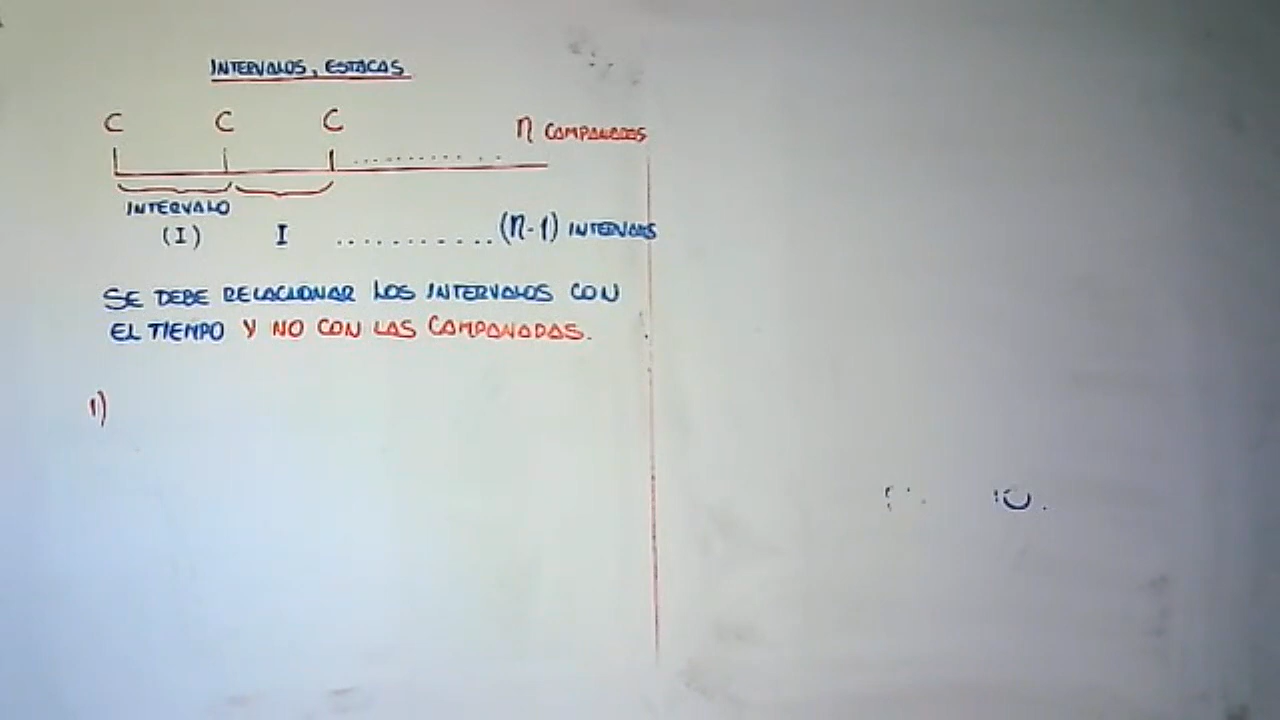 INTERVALOS, ESTACAS
C C C n CAMPANADAS
INTERVALO
(I) I ........... (n-1) INTERVALOS
SE DEBE RELACIONAR LOS INTERVALOS CON
EL TIEMPO Y NO CON LAS CAMPANADAS.
1)